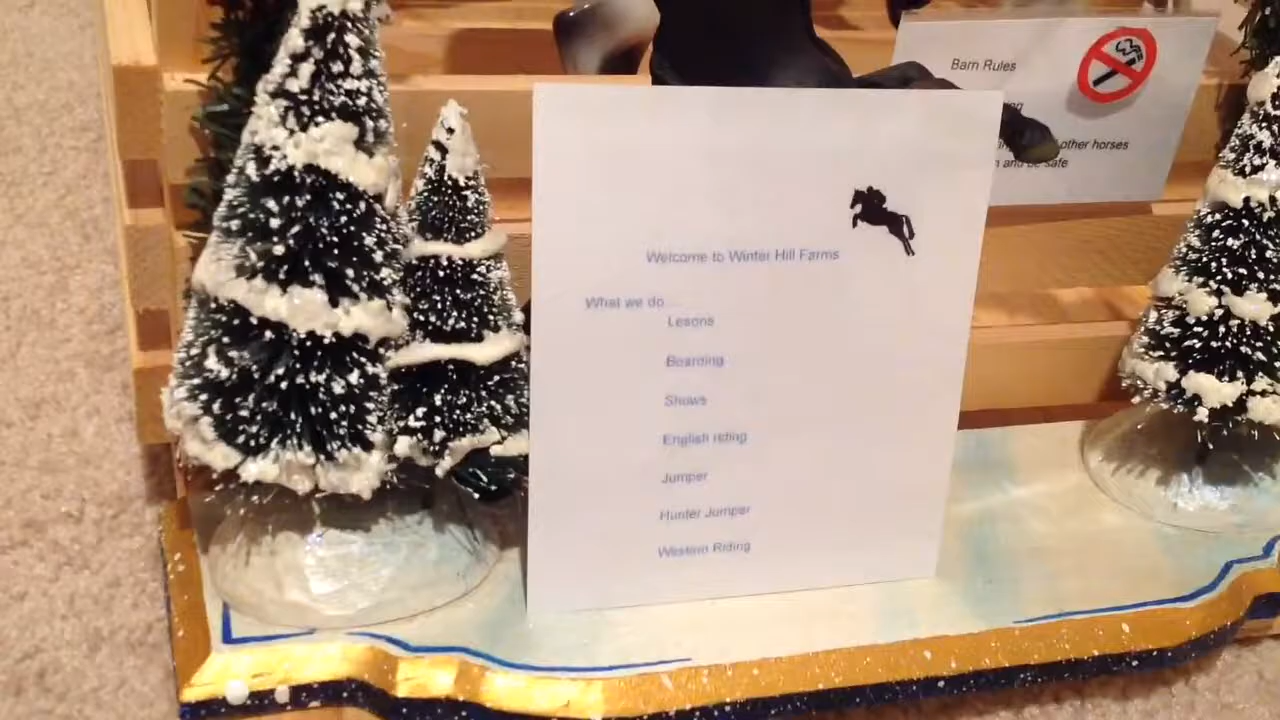 Barn Rules
other horses
and be safe
Welcome to Winter Hill Farms
What we do
Lesons
Boarding
Shows
English riding
Jumper
Hunter Jumper
Western Riding